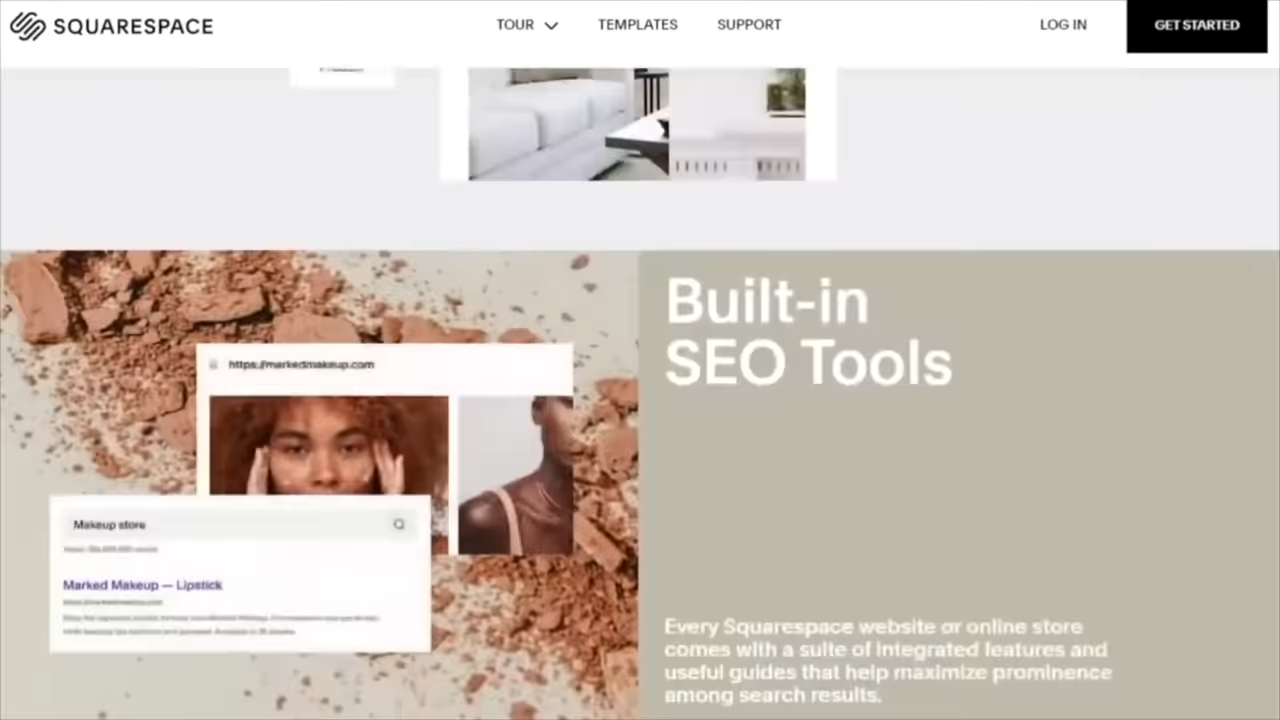 SQUARESPACE
TOUR
TEMPLATES
SUPPORT
LOG IN
GET STARTED
Built-in
SEO Tools
https://markedmakeup.com
Makeup store
Marked Makeup — Lipstick
Every Squarespace website or online store
comes with a suite of integrated features and
useful guides that help maximize prominence
among search results.